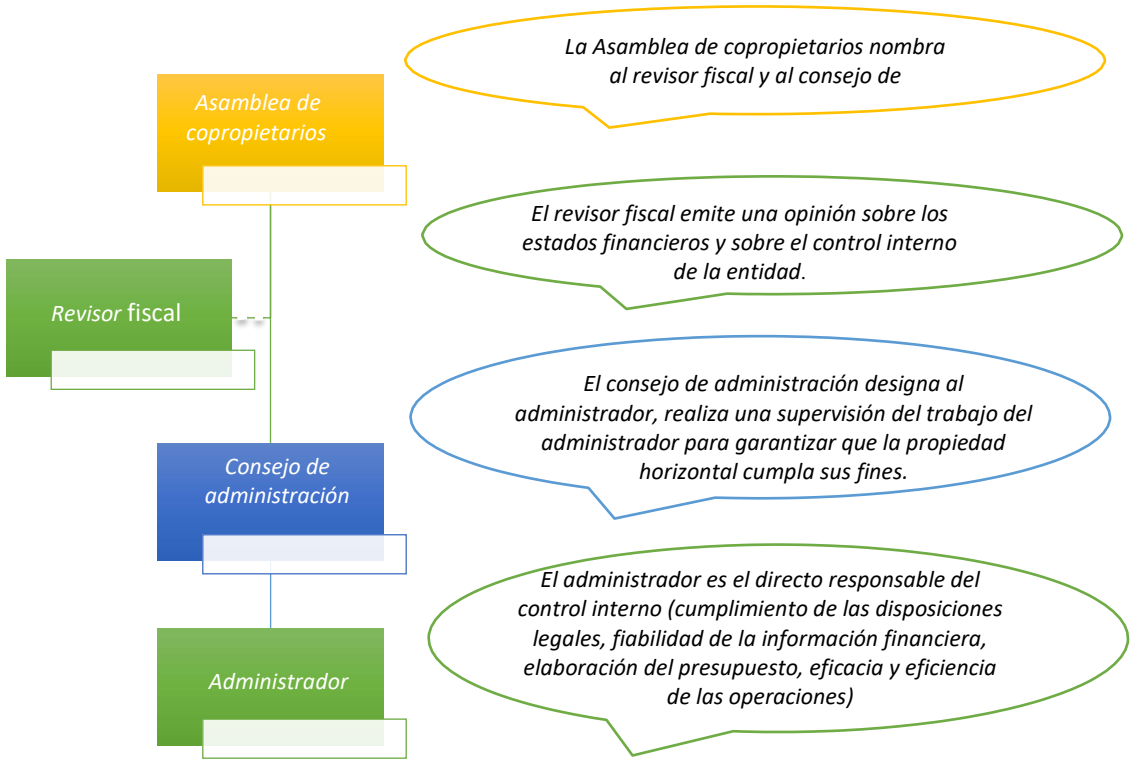 La Asamblea de copropietarios nombra
al revisor fiscal y al consejo de
Asamblea de
copropietarios
El revisor fiscal emite una opinión sobre los
estados financieros y sobre el control interno
de la entidad.
Revisor fiscal
El consejo de administración designa al
administrador, realiza una supervisión del trabajo del
administrador para garantizar que la propiedad
horizontal cumpla sus fines.
Consejo de
administración
El administrador es el directo responsable del
control interno (cumplimiento de las disposiciones
legales, fiabilidad de la información financiera,
elaboración del presupuesto, eficacia y eficiencia
de las operaciones)
Administrador